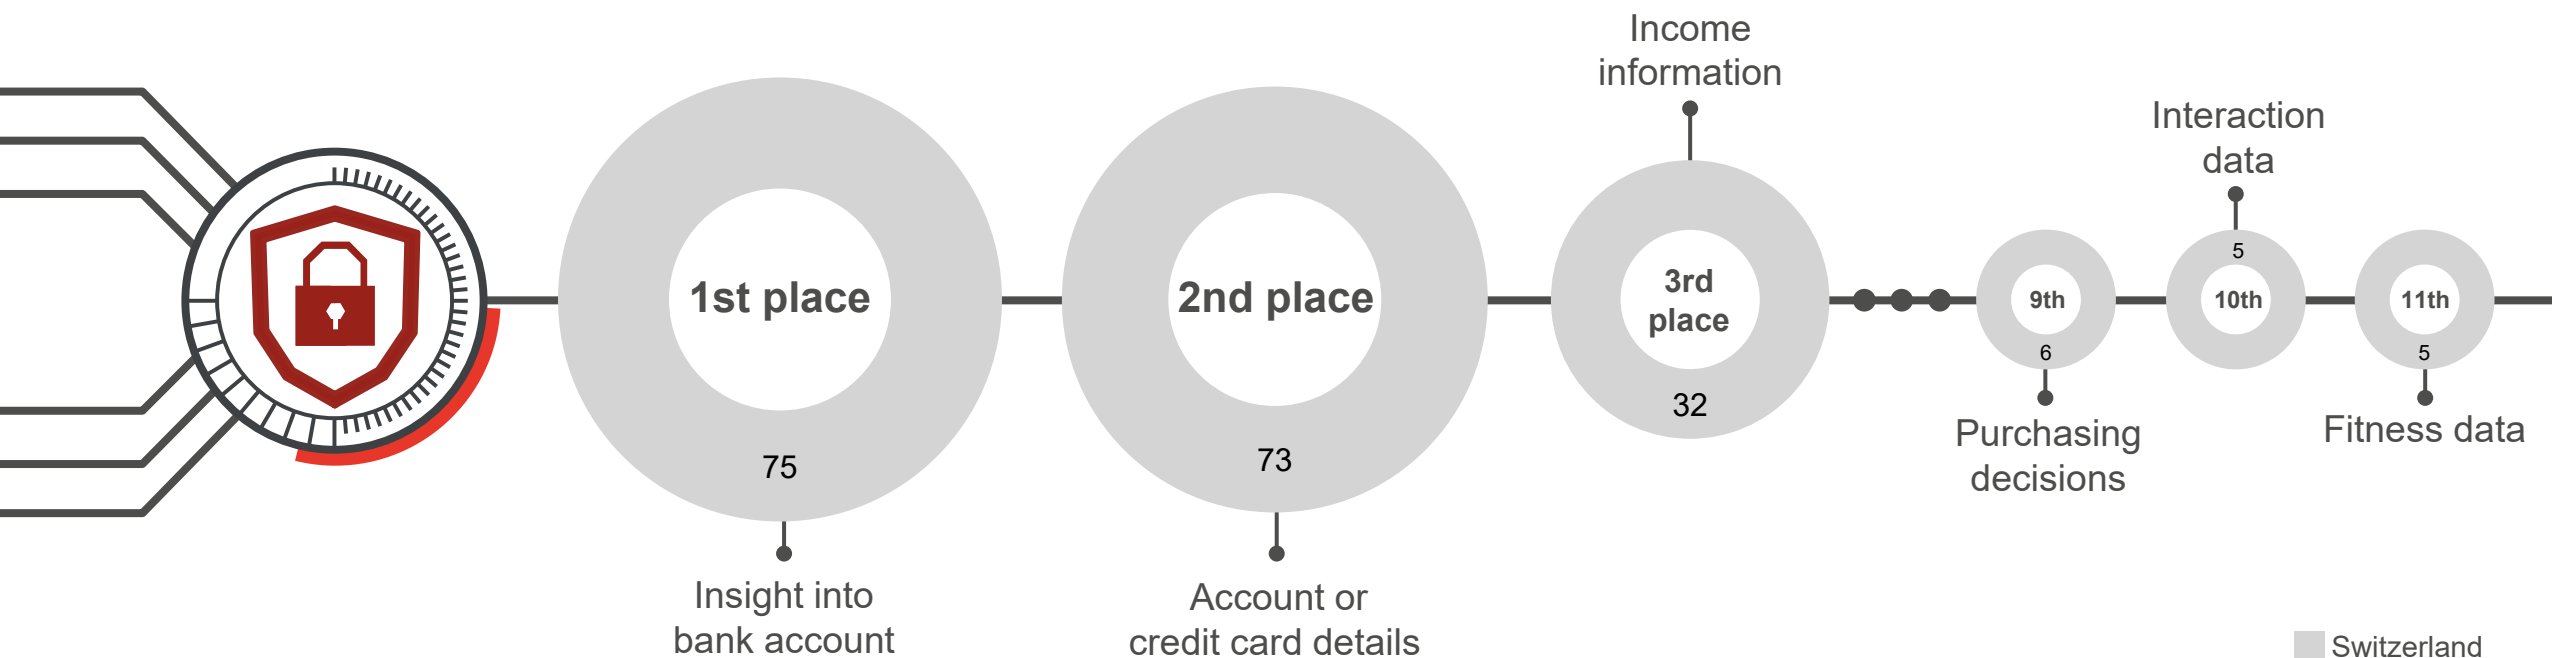 1st place
75
Insight into
bank account
2nd place
73
Account or
credit card details
Income
information
3rd
place
32
9th
6
Purchasing
decisions
Interaction
data
5
10th
11th
5
Fitness data
Switzerland